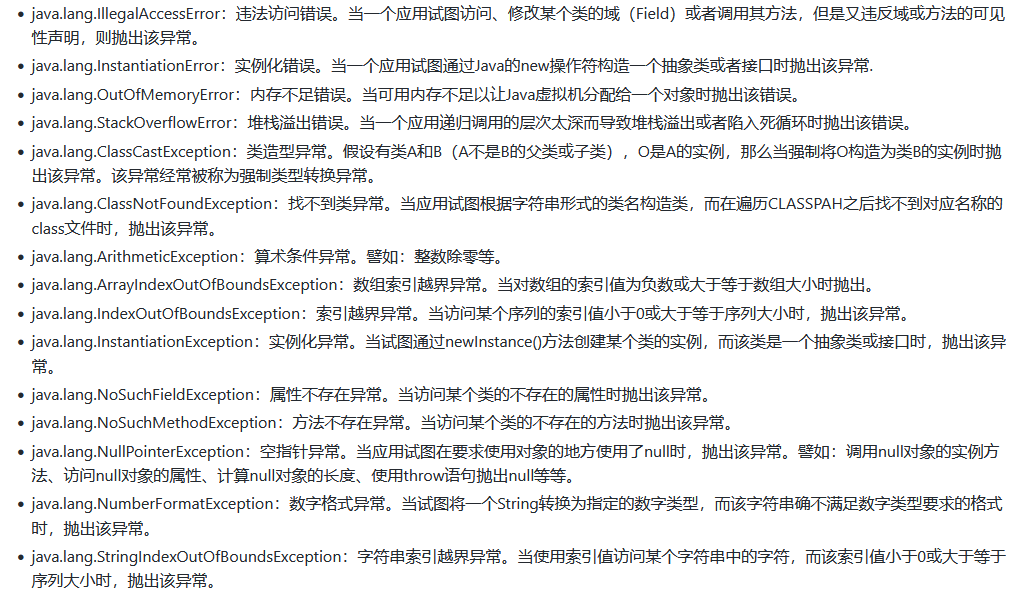 • java.lang.IllegalAccessError：违法访问错误。当一个应用试图访问、修改某个类的域（Field）或者调用其方法，但是又违反域或方法的可见
性声明，则抛出该异常。
• java.lang.InstantiationError：实例化错误。当一个应用试图通过Java的new操作符构造一个抽象类或者接口时抛出该异常.
• java.lang.OutOfMemoryError：内存不足错误。当可用内存不足以让Java虚拟机分配给一个对象时抛出该错误。
• java.lang.StackOverflowError：堆栈溢出错误。当一个应用递归调用的层次太深而导致堆栈溢出或者陷入死循环时抛出该错误。
• java.lang.ClassCastException：类造型异常。假设有类A和B（A不是B的父类或子类），O是A的实例，那么当强制将O构造为类B的实例时抛
出该异常。该异常经常被称为强制类型转换异常。
• java.lang.ClassNotFoundException：找不到类异常。当应用试图根据字符串形式的类名构造类，而在遍历CLASSPAH之后找不到对应名称的
class文件时，抛出该异常。
• java.lang.ArithmeticException：算术条件异常。譬如：整数除零等。
• java.lang.ArrayIndexOutOfBoundsException：数组索引越界异常。当对数组的索引值为负数或大于等于数组大小时抛出。
• java.lang.IndexOutOfBoundsException：索引越界异常。当访问某个序列的索引值小于0或大于等于序列大小时，抛出该异常。
• java.lang.InstantiationException：实例化异常。当试图通过newInstance()方法创建某个类的实例，而该类是一个抽象类或接口时，抛出该异
常。
• java.lang.NoSuchFieldException：属性不存在异常。当访问某个类的不存在的属性时抛出该异常。
• java.lang.NoSuchMethodException：方法不存在异常。当访问某个类的不存在的方法时抛出该异常。
• java.lang.NullPointerException：空指针异常。当应用试图在要求使用对象的地方使用了null时，抛出该异常。譬如：调用null对象的实例方
法、访问null对象的属性、计算null对象的长度、使用throw语句抛出null等等。
• java.lang.NumberFormatException：数字格式异常。当试图将一个String转换为指定的数字类型，而该字符串确不满足数字类型要求的格式
时，抛出该异常。
• java.lang.StringIndexOutOfBoundsException：字符串索引越界异常。当使用索引值访问某个字符串中的字符，而该索引值小于0或大于等于
序列大小时，抛出该异常。